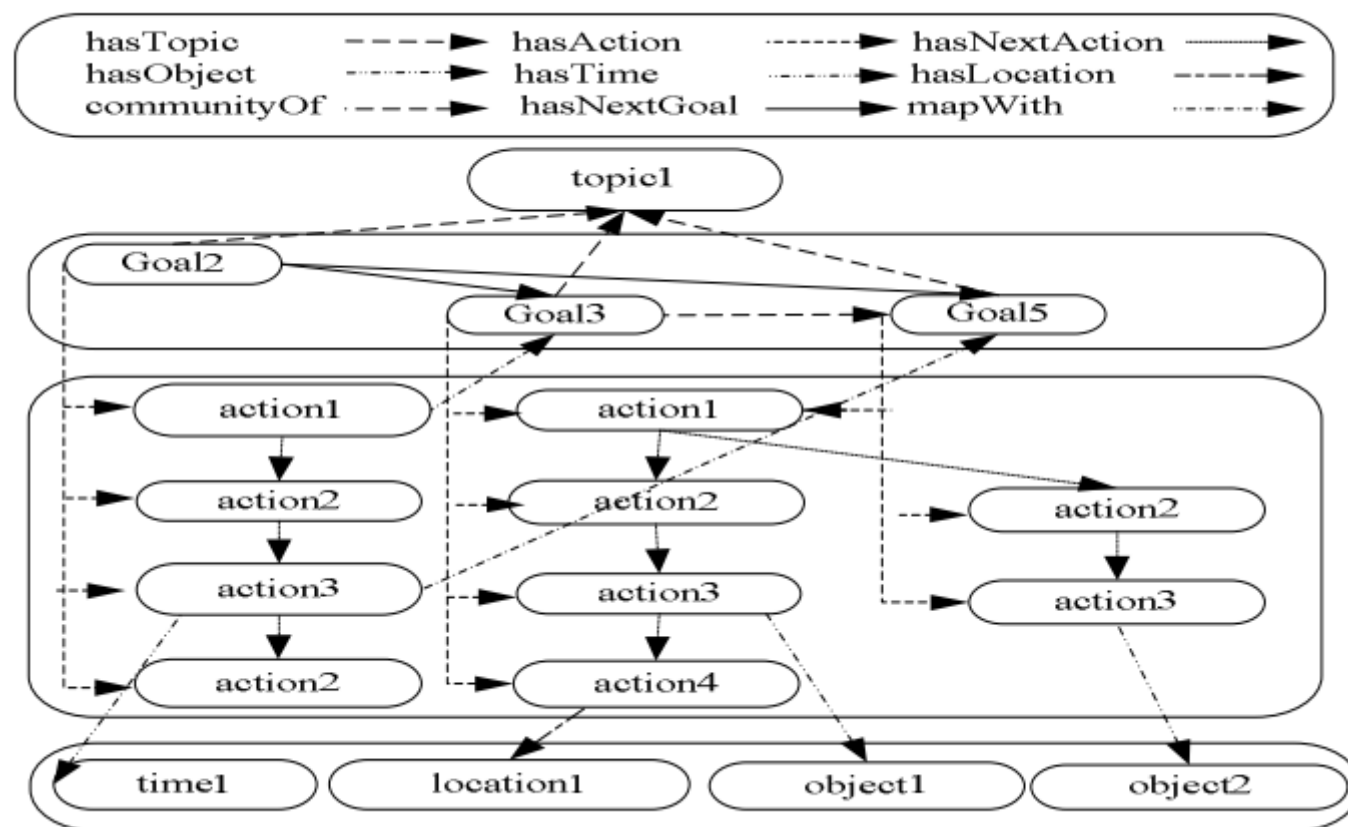 hasTopic hasAction hasNextAction
hasObject hasTime hasLocation
communityOf hasNextGoal mapWith
topic1
Goal2
Goal3 Goal5
action1 action1
action2 action2 action2
action3 action3 action3
action2 action4
time1 location1 object1 object2